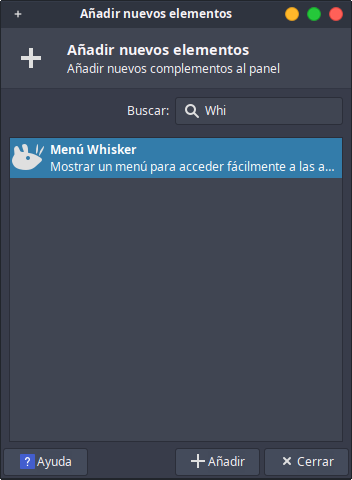 Añadir nuevos elementos
Añadir nuevos elementos
Añadir nuevos complementos al panel
Buscar: Whi
Menú Whisker
Mostrar un menú para acceder fácilmente a las a...
? Ayuda
Añadir
Cerrar